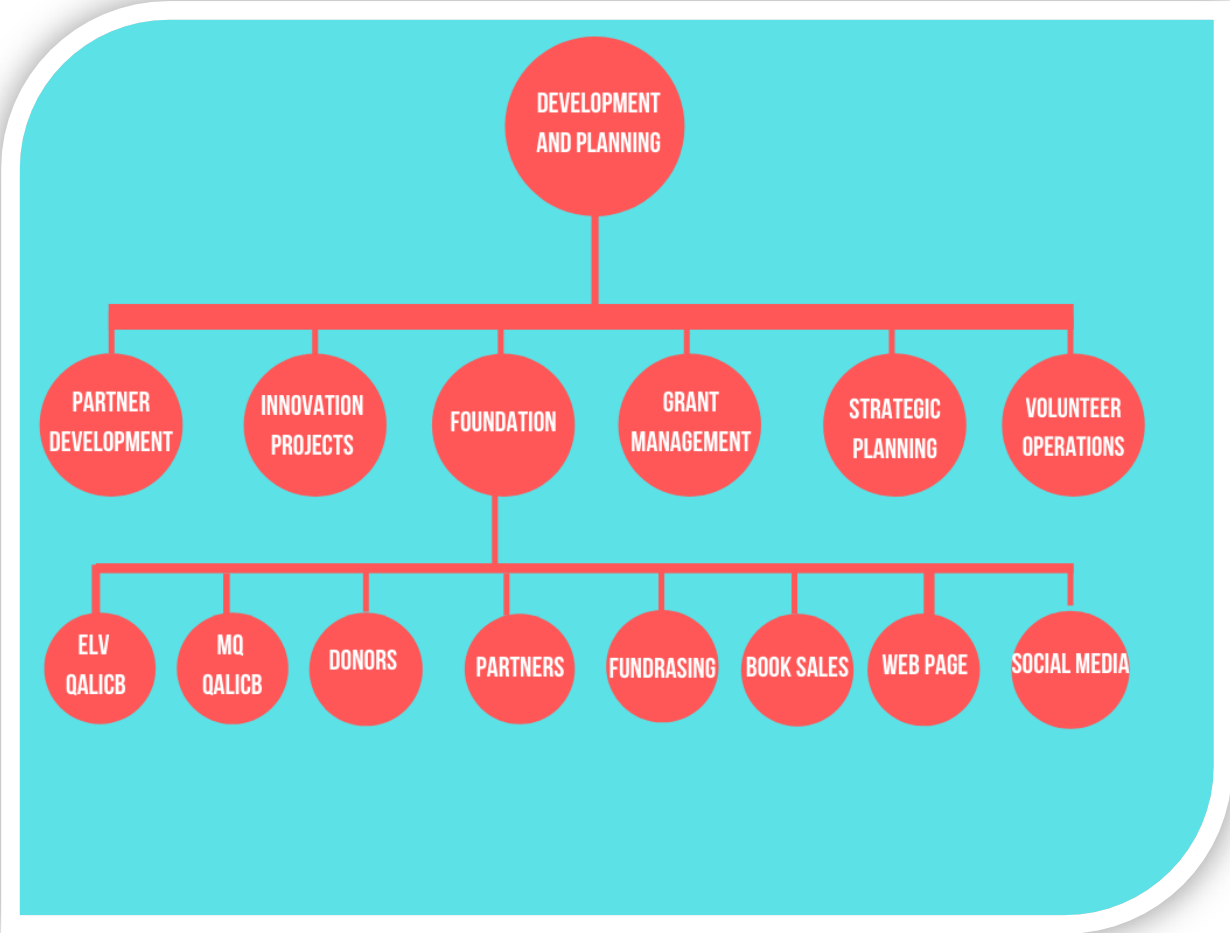 DEVELOPMENT
AND PLANNING
PARTNER
DEVELOPMENT
INNOVATION
PROJECTS
FOUNDATION
GRANT
MANAGEMENT
STRATEGIC
PLANNING
VOLUNTEER
OPERATIONS
ELV
QALICB
MQ
QALICB
DONORS
PARTNERS
FUNDRASING
BOOK SALES
WEB PAGE
SOCIAL MEDIA